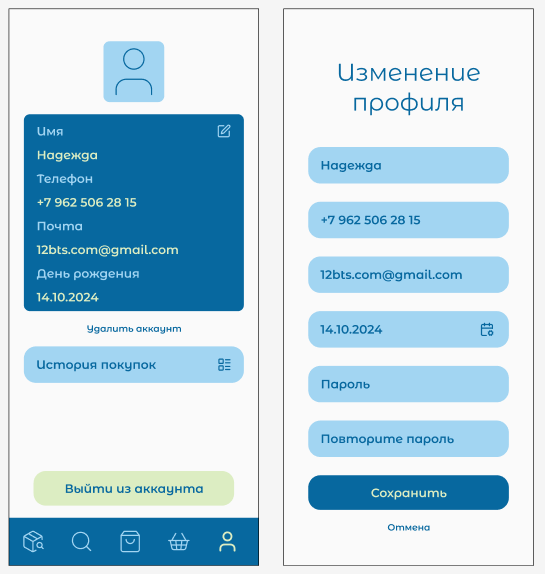 Имя
Надежда
Телефон
+7 962 506 28 15
Почта
12bts.com@gmail.com
День рождения
14.10.2024
Удалить аккаунт
История покупок
Выйти из аккаунта
Изменение
профиля
Надежда
+7 962 506 28 15
12bts.com@gmail.com
14.10.2024
Пароль
Повторите пароль
Сохранить
Отмена